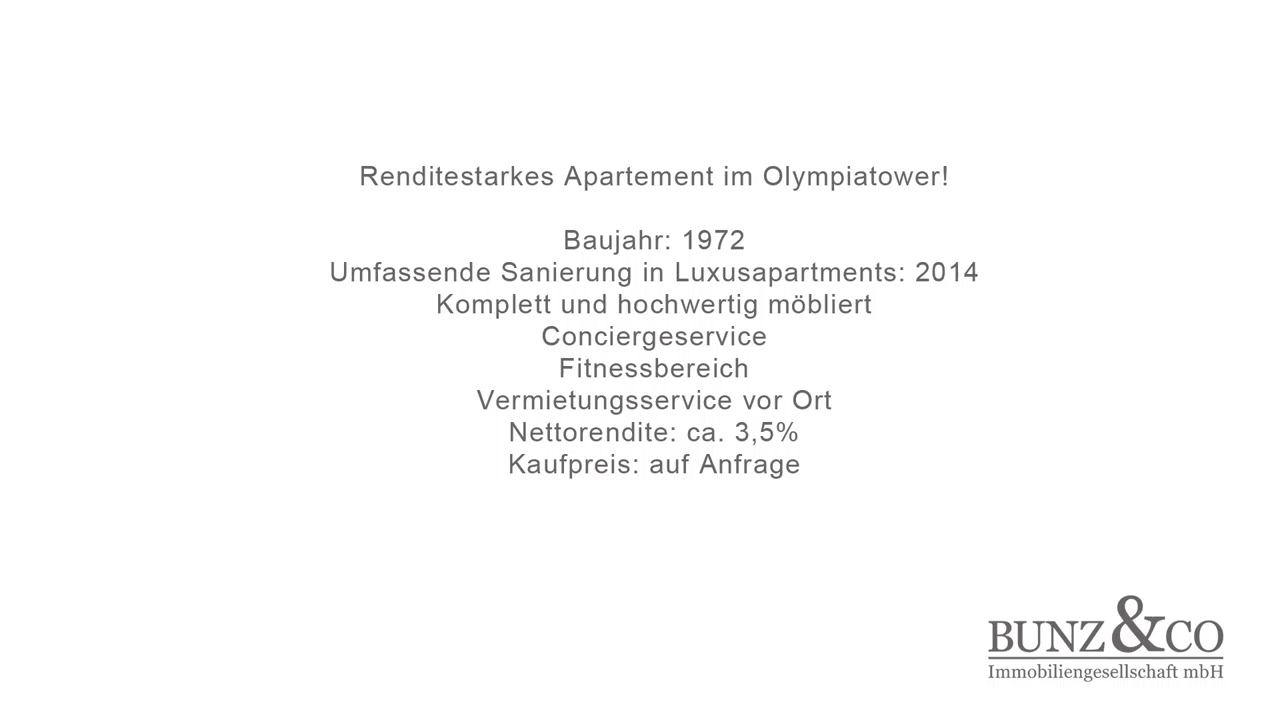 Renditestarkes Apartement im Olympiatower!
Baujahr: 1972
Umfassende Sanierung in Luxusapartments: 2014
Komplett und hochwertig möbliert
Conciergeservice
Fitnessbereich
Vermietungsservice vor Ort
Nettorendite: ca. 3,5%
Kaufpreis: auf Anfrage
BUNZ&CO
Immobiliengesellschaft mbH